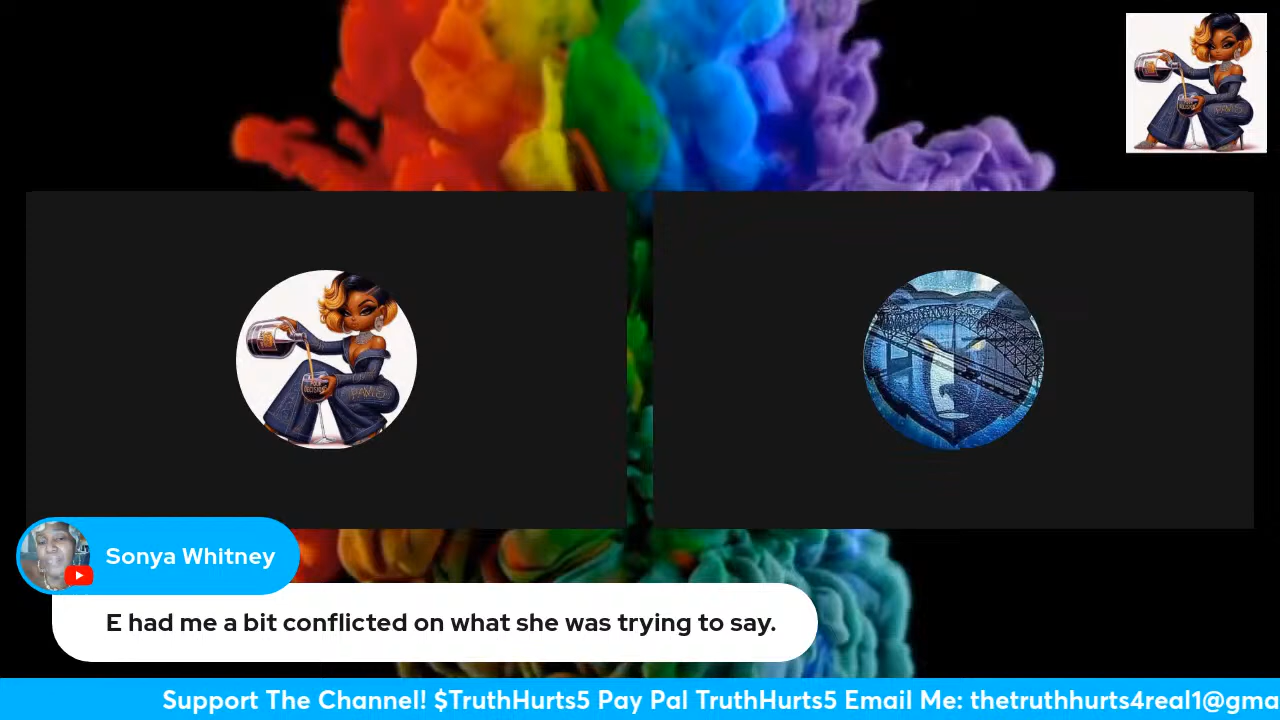 Sonya Whitney
E had me a bit conflicted on what she was trying to say.
Support The Channel! $TruthHurts5 Pay Pal TruthHurts5 Email Me: thetruthhurts4real1@gma